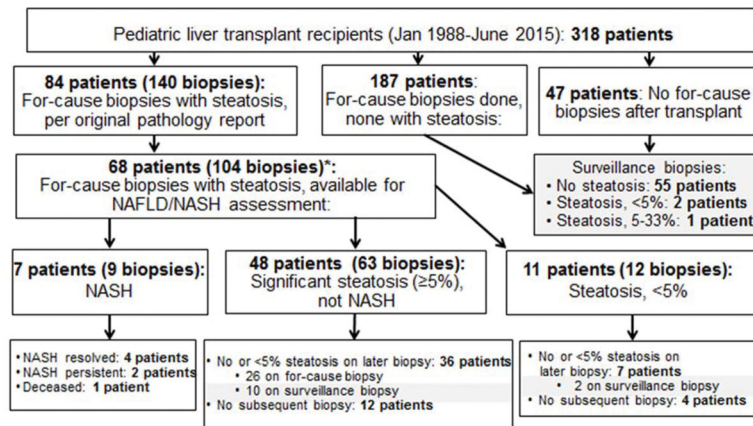 Pediatric liver transplant recipients (Jan 1988-June 2015): 318 patients
84 patients (140 biopsies):
For-cause biopsies with steatosis,
per original pathology report
187 patients:
For-cause biopsies done,
none with steatosis:
47 patients: No for-cause
biopsies after transplant
68 patients (104 biopsies)*:
For-cause biopsies with steatosis, available for
NAFLD/NASH assessment:
Surveillance biopsies:
• No steatosis: 55 patients
• Steatosis, <5%: 2 patients
• Steatosis, 5-33%: 1 patient
7 patients (9 biopsies):
NASH
48 patients (63 biopsies):
Significant steatosis (≥5%),
not NASH
11 patients (12 biopsies):
Steatosis, <5%
• NASH resolved: 4 patients
• NASH persistent: 2 patients
• Deceased: 1 patient
• No or <5% steatosis on later biopsy: 36 patients
• 26 on for-cause biopsy
• 10 on surveillance biopsy
• No subsequent biopsy: 12 patients
• No or <5% steatosis on
later biopsy: 7 patients
• 2 on surveillance biopsy
• No subsequent biopsy: 4 patients